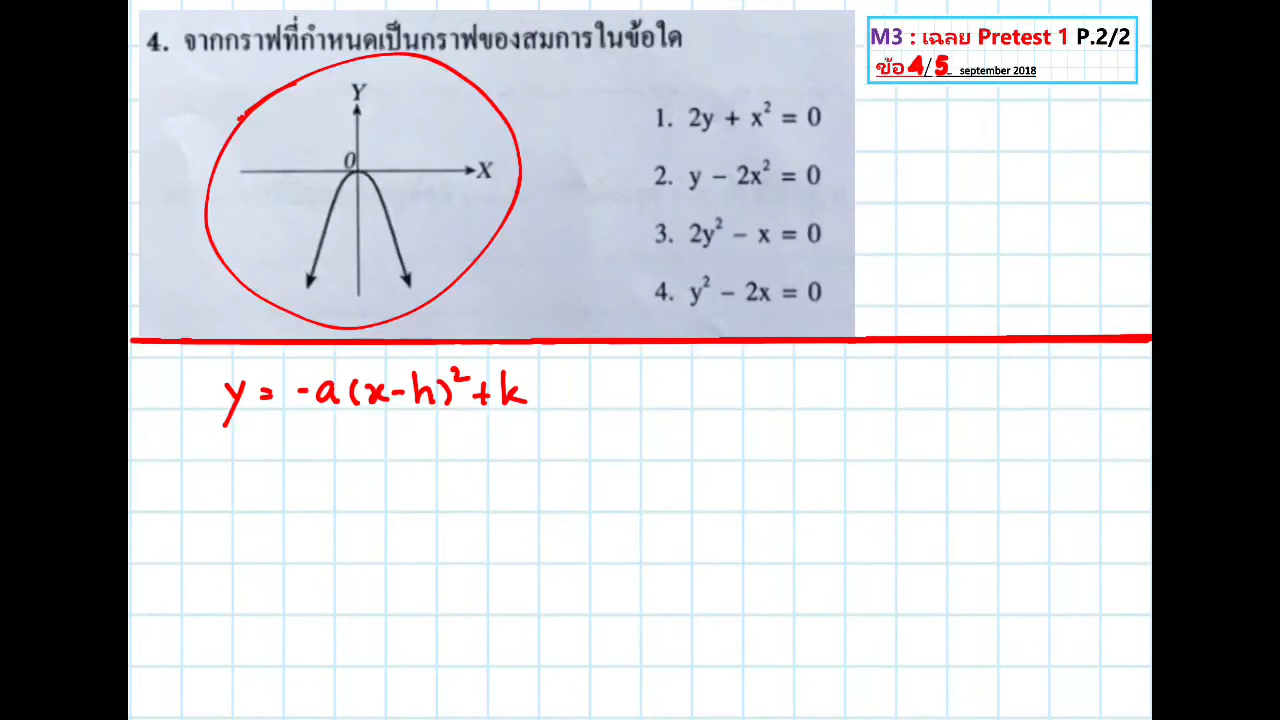 4. จากกราฟที่กำหนดเป็นกราฟของสมการในข้อใด
M3 : เฉลย Pretest 1 P.2/2
ข้อ 4/5 september 2018
Y
0
X
1. 2y + x² = 0
2. y − 2x² = 0
3. 2y² − x = 0
4. y² − 2x = 0
y = -a(x-h)² + k